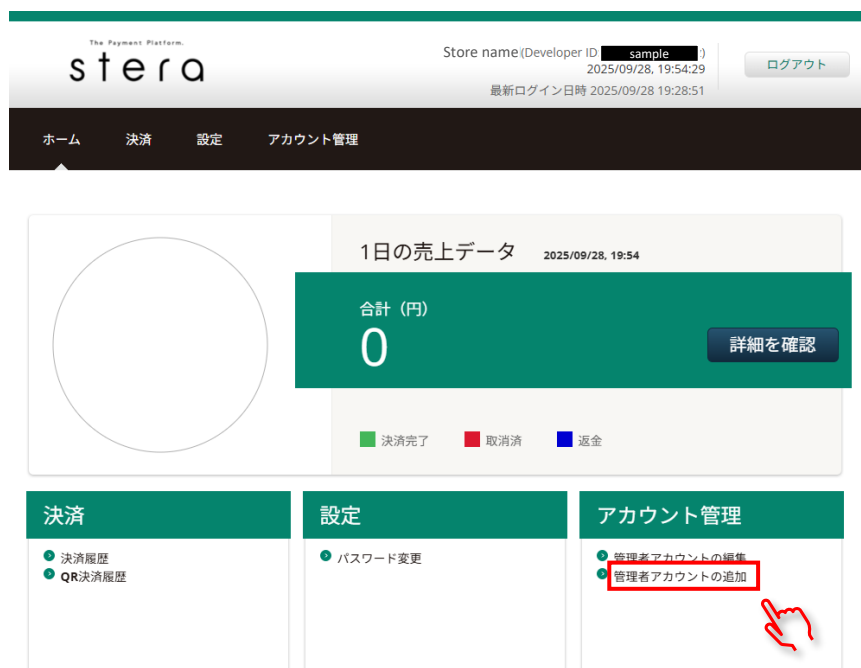 The Payment Platform.
stera
Store name(Developer ID sample :)
2025/09/28, 19:54:29
最新ログイン日時 2025/09/28 19:28:51
ログアウト
ホーム 決済 設定 アカウント管理
1日の売上データ 2025/09/28, 19:54
合計（円）
0
詳細を確認
決済完了 取消済 返金
決済 設定 アカウント管理
決済履歴 パスワード変更 管理者アカウントの編集
QR決済履歴 管理者アカウントの追加